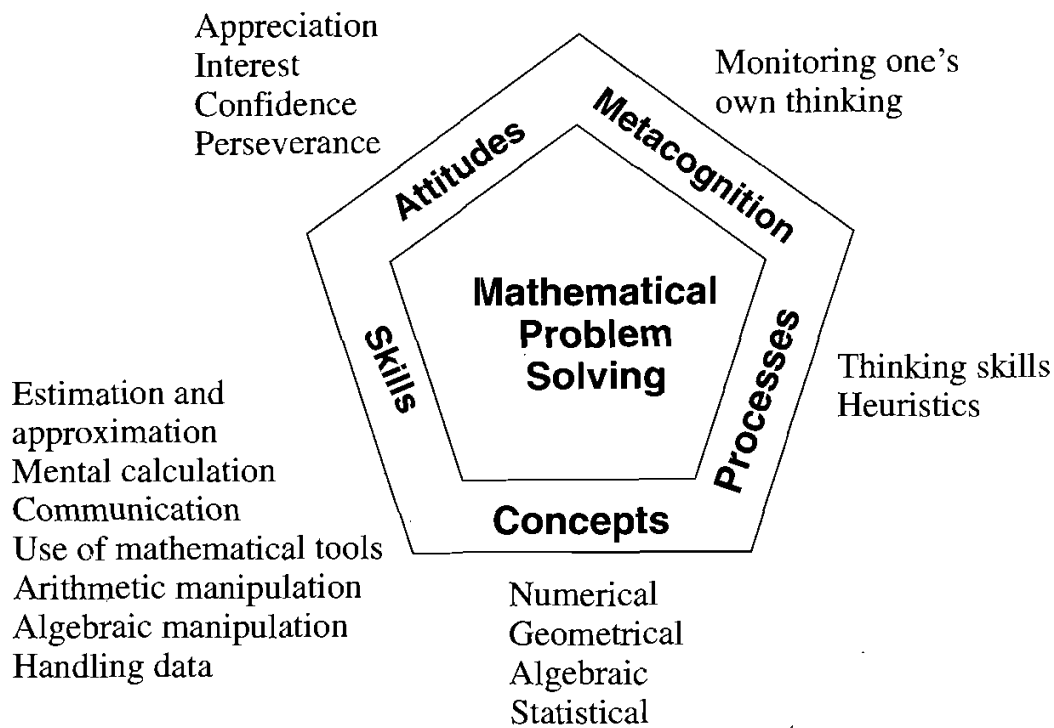 Appreciation
Interest
Confidence
Perseverance
Monitoring one's
own thinking
Attitudes
Metacognition
Mathematical
Problem
Solving
Skills
Processes
Thinking skills
Heuristics
Estimation and
approximation
Mental calculation
Communication
Use of mathematical tools
Arithmetic manipulation
Algebraic manipulation
Handling data
Concepts
Numerical
Geometrical
Algebraic
Statistical